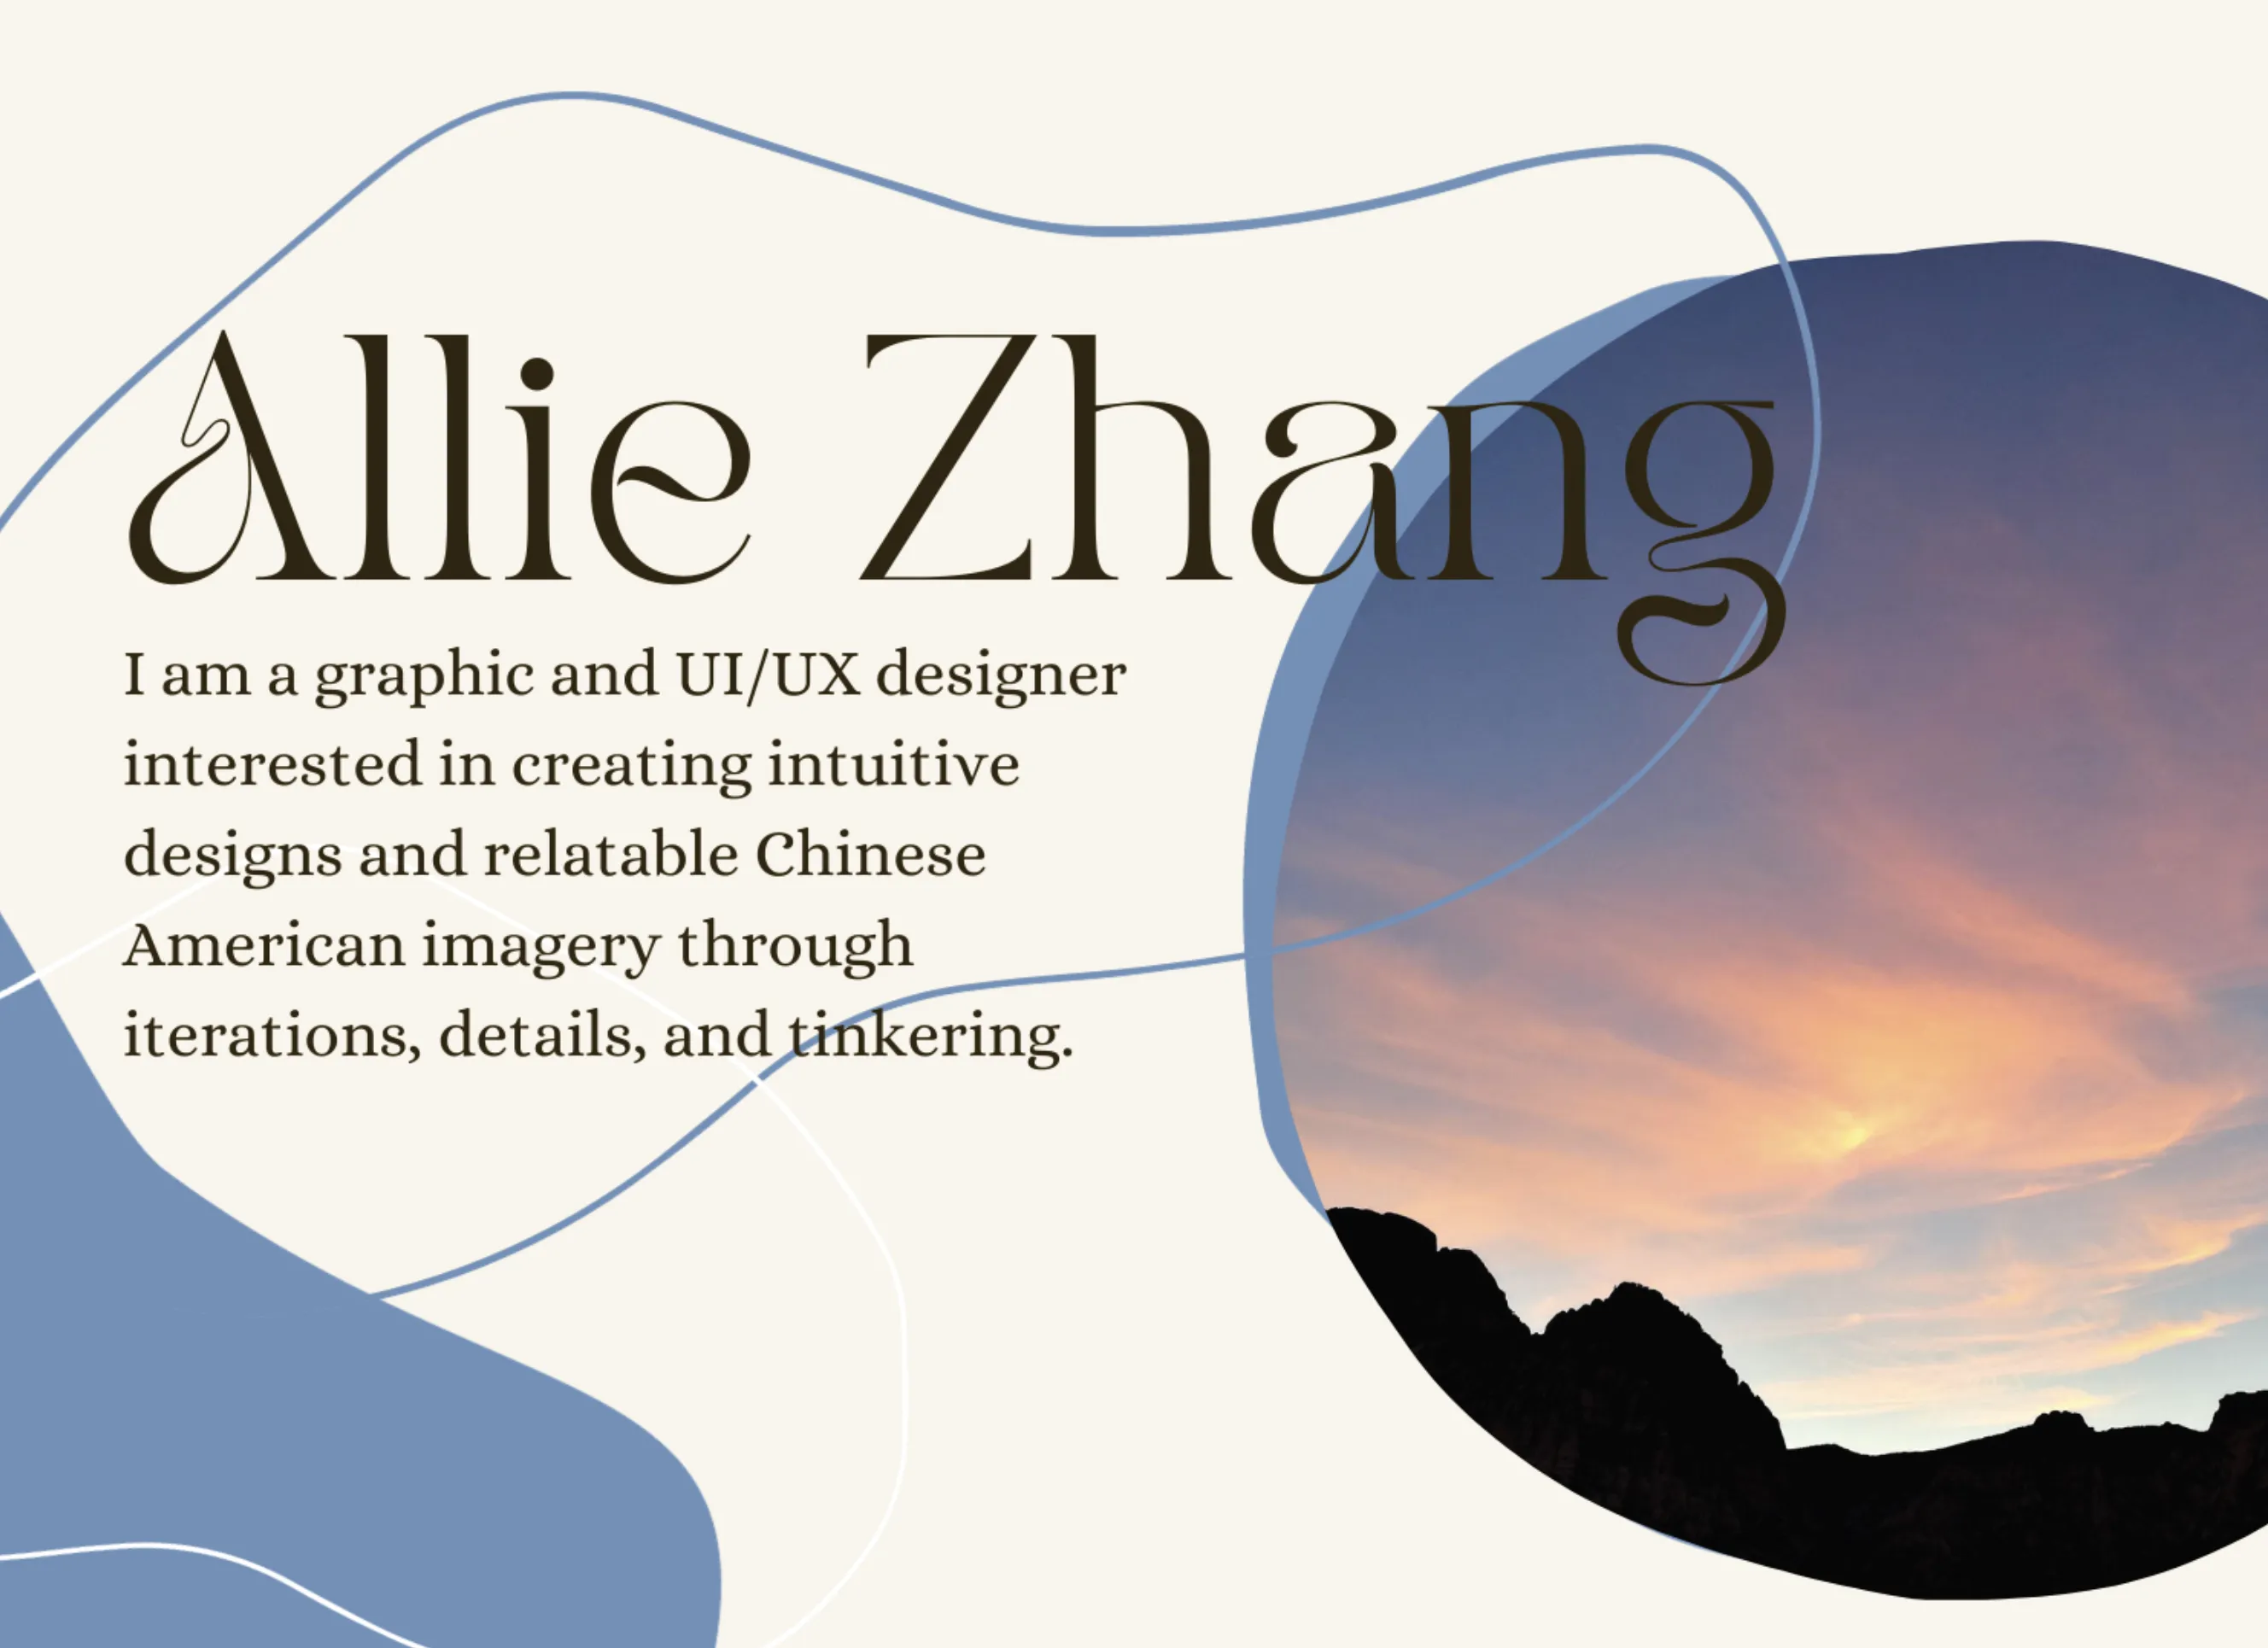 Allie Zhang
I am a graphic and UI/UX designer
interested in creating intuitive
designs and relatable Chinese
American imagery through
iterations, details, and tinkering.